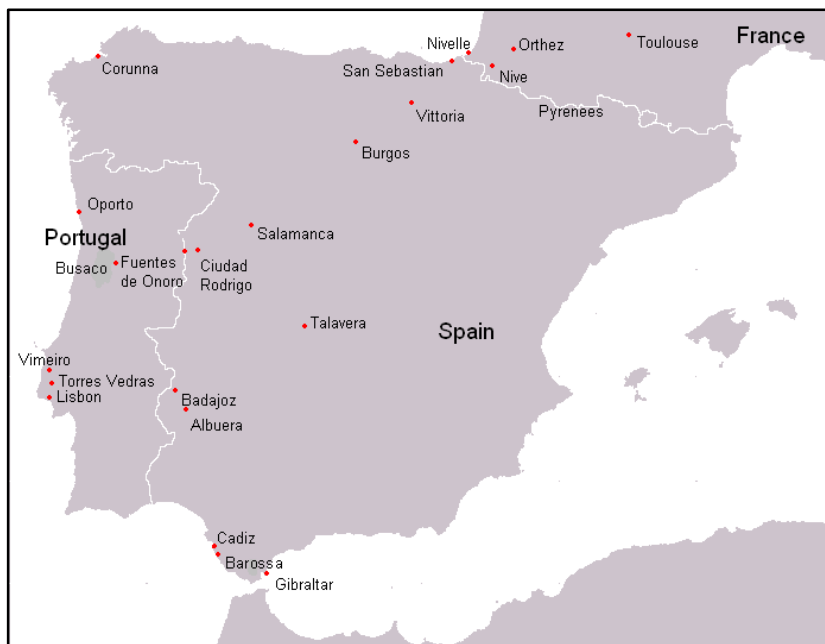 France
Nivelle
Orthez
Toulouse
Corunna
San Sebastian
Nive
Vittoria
Pyrenees
Burgos
Oporto
Salamanca
Portugal
Busaco
Fuentes
de Onoro
Ciudad
Rodrigo
Talavera
Spain
Vimeiro
Torres Vedras
Lisbon
Badajoz
Albuera
Cadiz
Barossa
Gibraltar